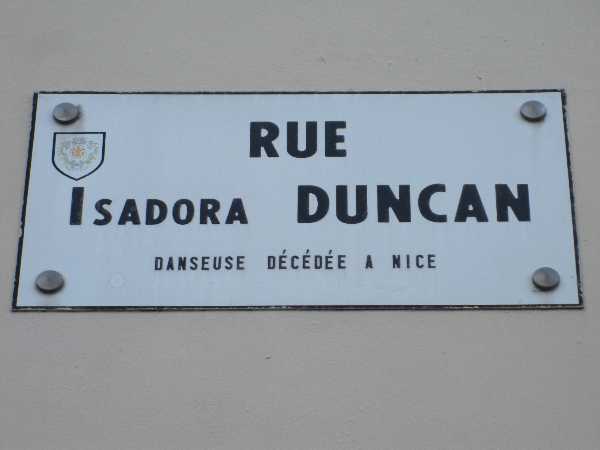 RUE
ISADORA DUNCAN
DANSEUSE DÉCÉDÉE A NICE